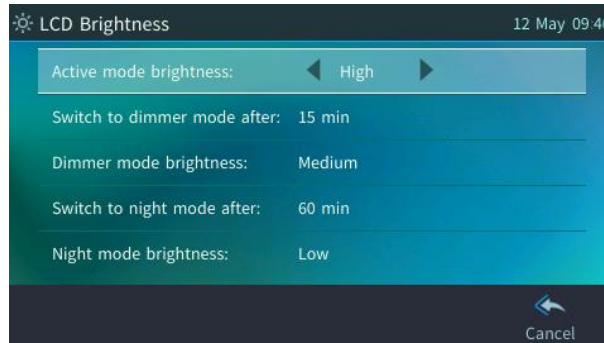 LCD Brightness 12 May 09:46
Active mode brightness: High
Switch to dimmer mode after: 15 min
Dimmer mode brightness: Medium
Switch to night mode after: 60 min
Night mode brightness: Low
Cancel